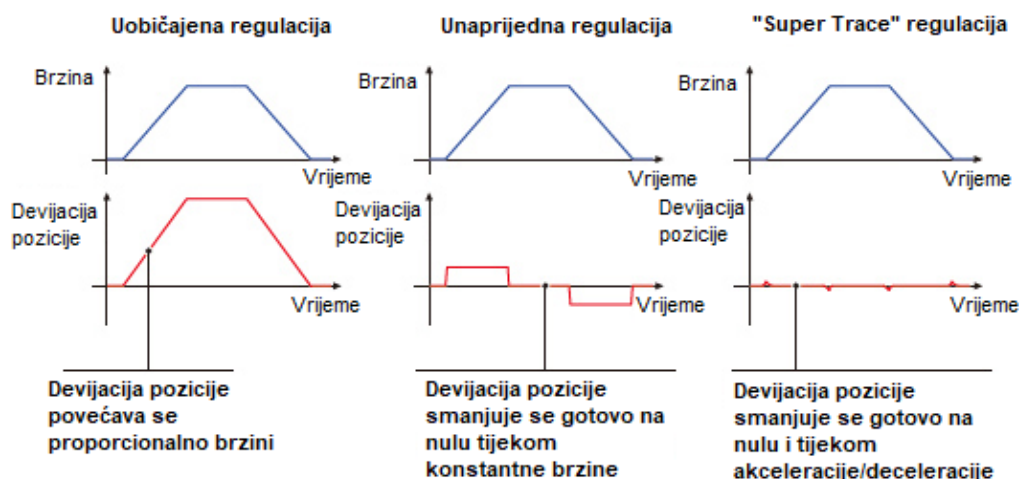 Uobičajena regulacija
Unaprijedna regulacija
"Super Trace" regulacija
Brzina
Vrijeme
Brzina
Vrijeme
Brzina
Vrijeme
Devijacija
pozicije
Vrijeme
Devijacija
pozicije
Vrijeme
Devijacija
pozicije
Vrijeme
Devijacija pozicije
povećava se
proporcionalno brzini
Devijacija pozicije
smanjuje se gotovo na
nulu tijekom
konstantne brzine
Devijacija pozicije
smanjuje se gotovo na
nulu i tijekom
akceleracije/deceleracije